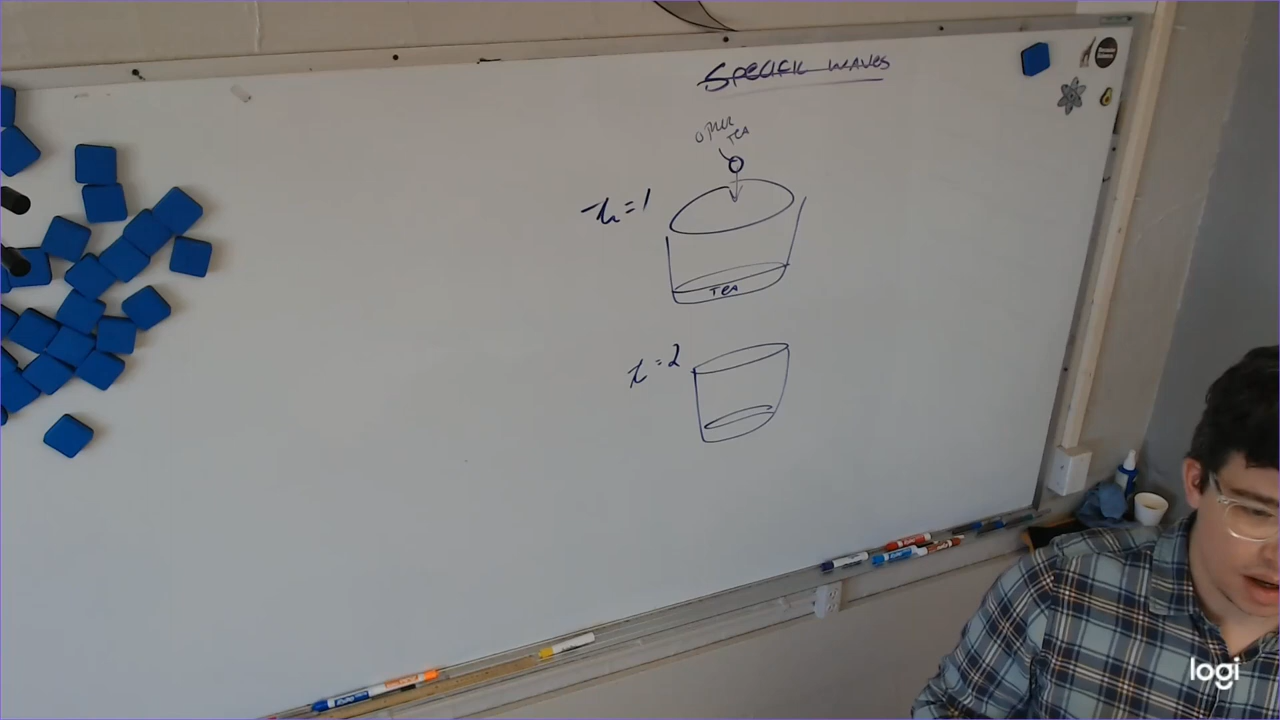 SPECIFIC WAVES
OTHER
TEA
n=1
TEA
n=2
logi